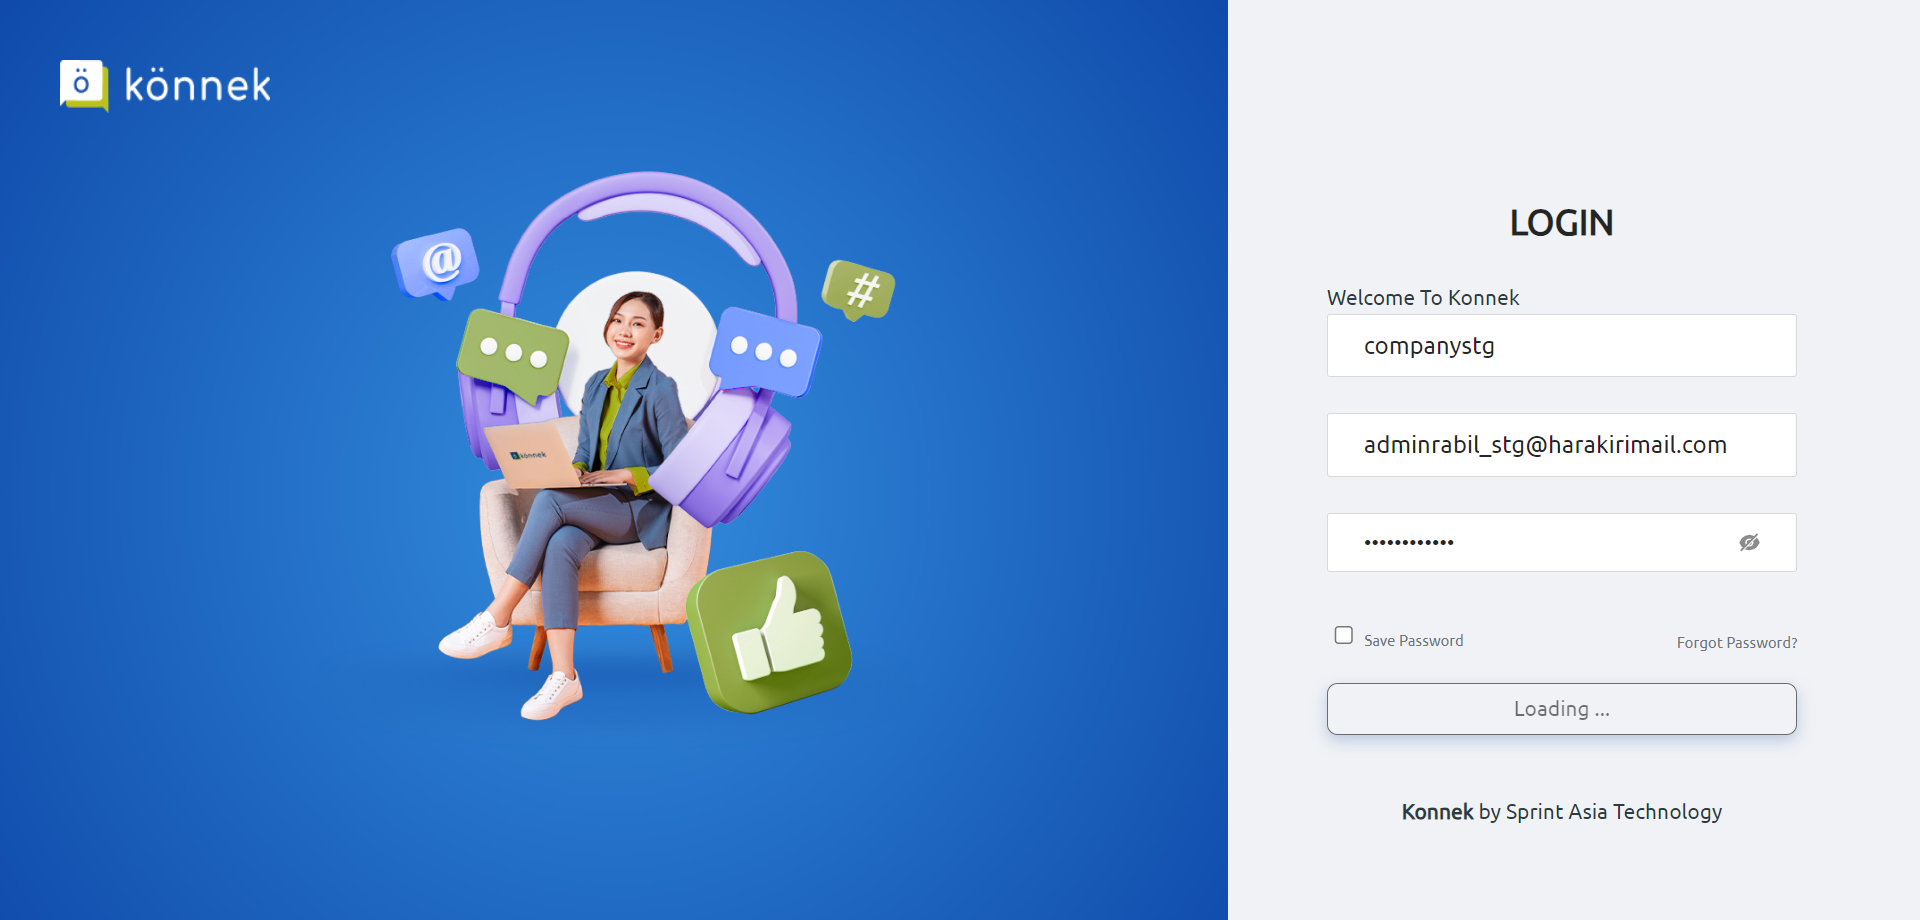 ö könnek
@
#
ö könnek
LOGIN
Welcome To Konnek
companystg
adminrabil_stg@harakirimail.com
••••••••••••
Save Password
Forgot Password?
Loading ...
Konnek by Sprint Asia Technology